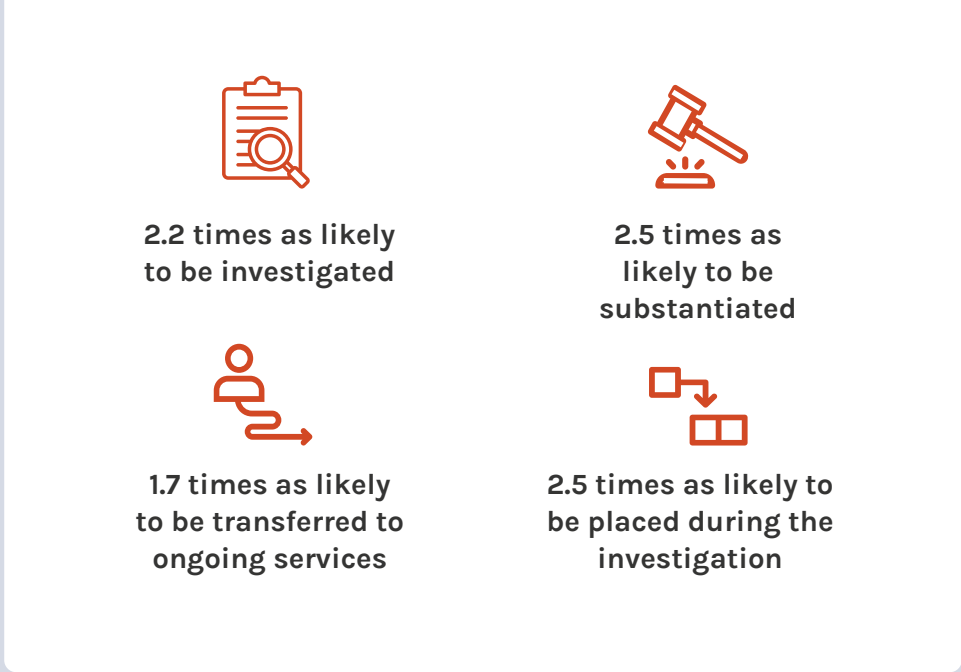 2.2 times as likely
to be investigated
2.5 times as
likely to be
substantiated
1.7 times as likely
to be transferred to
ongoing services
2.5 times as likely to
be placed during the
investigation